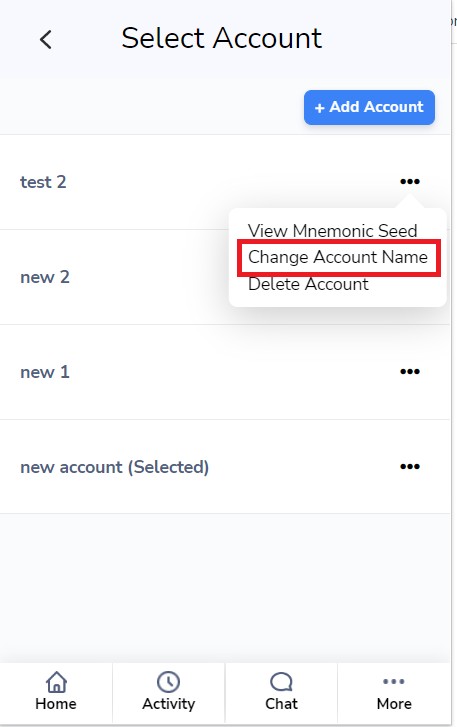 Select Account
+ Add Account
test 2
View Mnemonic Seed
Change Account Name
Delete Account
new 2
new 1
new account (Selected)
Home
Activity
Chat
More